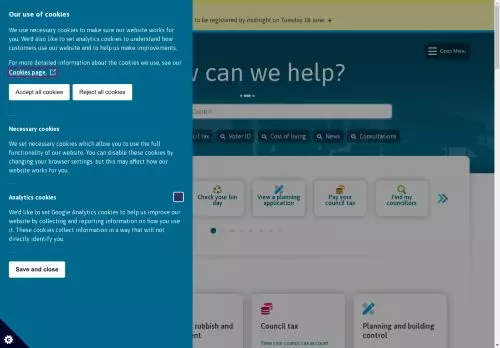 Our use of cookies
We use necessary cookies to make our website works for
you. We'd also like to set analytics cookies to understand how
customers use our website and to help us make improvements.
For more detailed information about the cookies we use, see our
Cookies page.
Accept all cookies
Reject all cookies
Necessary cookies
We set necessary cookies which allow you to use the full
functionality of our website. You can disable these cookies by
changing your browser settings, but this may affect how our
website works for you.
Analytics cookies
We'd like to set Google Analytics cookies to help us improve our
website by collecting and reporting information on how you use
it. These cookies collect information in a way that will not
directly identify you.
Save and close
to be registered by midnight on Tuesday 18 June.
Open Menu
w can we help?
Council
cil tax
Voter ID
Cost of living
News
Consultations
Check your bin
day
View a planning
application
Pay your
council tax
Find my
councillors
rubbish and
ent
Council tax
View your council tax account
Planning and building
control